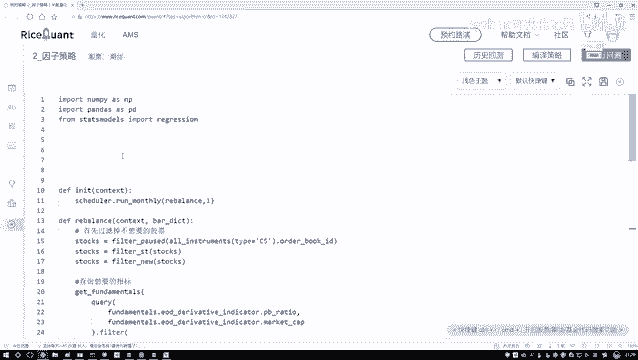 RiceQuant 量化 AMS 预约路演 帮助文档 社区
2_因子策略 历史回测 编译策略
浅色主题 默认快捷键
1 import numpy as np
2 import pandas as pd
3 from statsmodels import regression
4
5
6
7
8
9
10 def init(context):
11 scheduler.run_monthly(rebalance,1)
12
13 def rebalance(context, bar_dict):
14 # 首先过滤掉不想要的股票
15 stocks = filter_paused(all_instruments(type='CS').order_book_id)
16 stocks = filter_st(stocks)
17 stocks = filter_new(stocks)
18
19 #查询想要的指标
20 get_fundamentals(
21 query(
22 fundamentals.eod_derivative_indicator.pb_ratio,
23 fundamentals.eod_derivative_indicator.market_cap
24 ).filter(